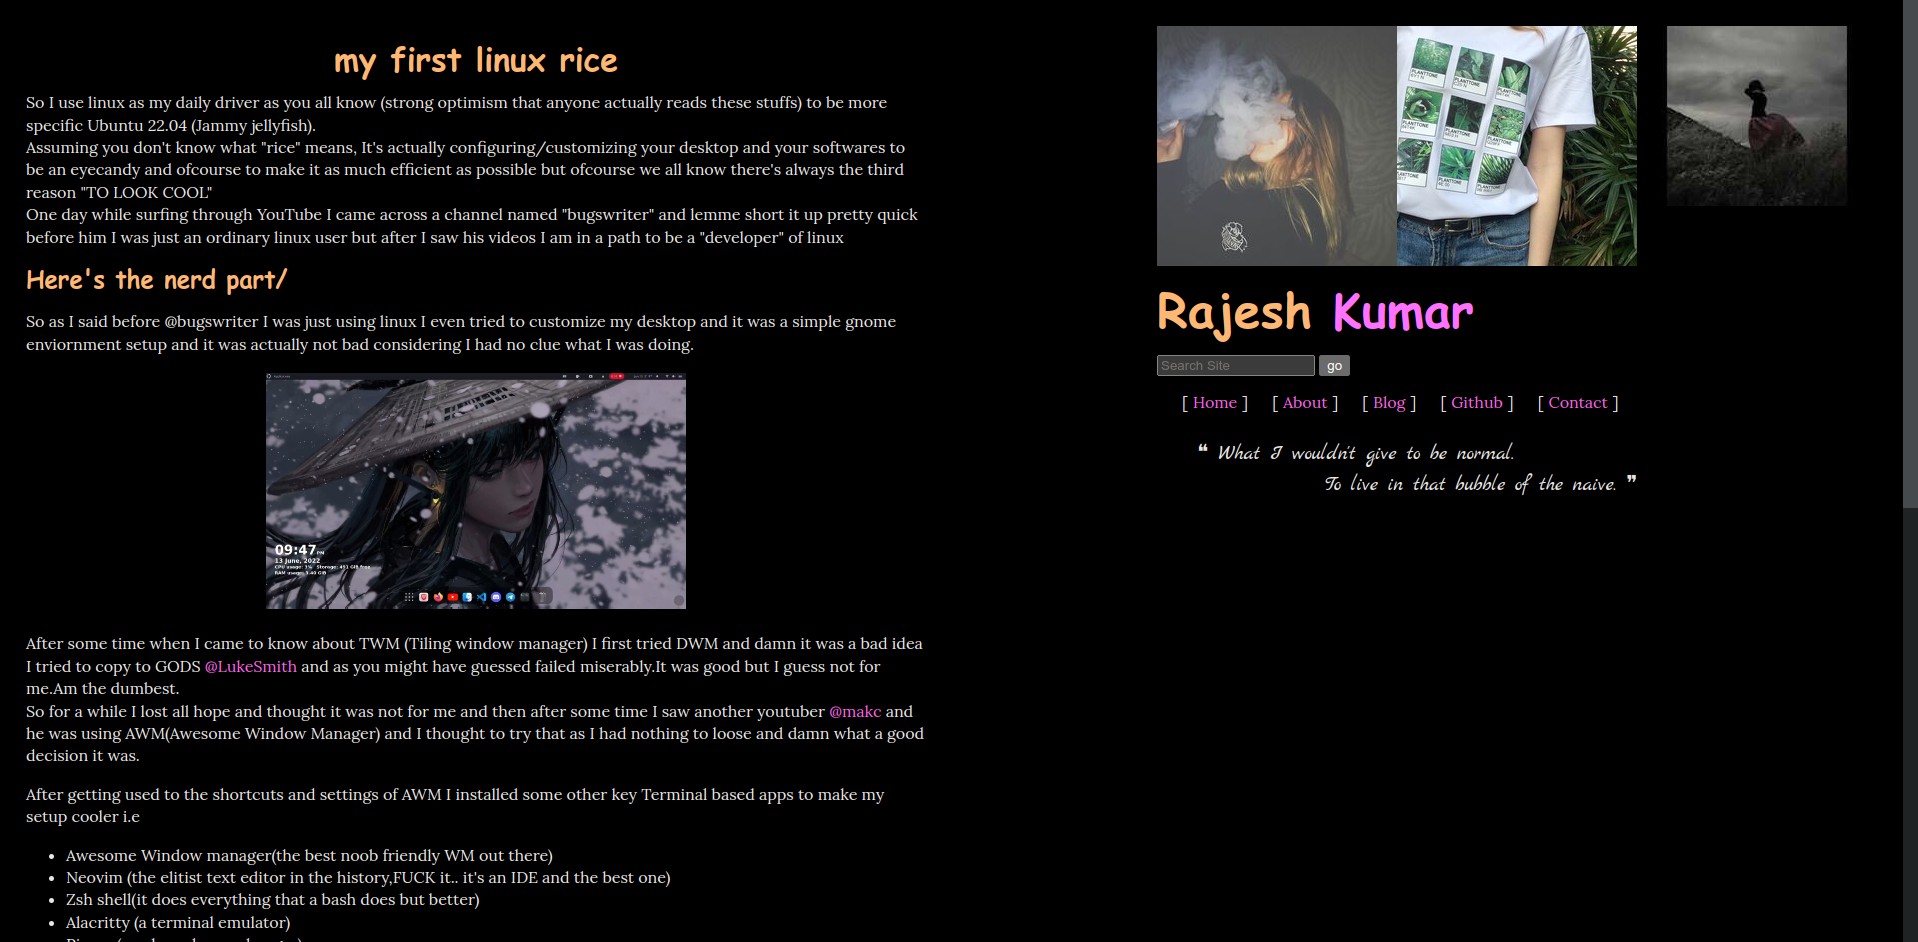 my first linux rice
So I use linux as my daily driver as you all know (strong optimism that anyone actually reads these stuffs) to be more
specific Ubuntu 22.04 (Jammy jellyfish).
Assuming you don't know what "rice" means, It's actually configuring/customizing your desktop and your softwares to
be an eyecandy and ofcourse to make it as much efficient as possible but ofcourse we all know there's always the third
reason "TO LOOK COOL"
One day while surfing through YouTube I came across a channel named "bugswriter" and lemme short it up pretty quick
before him I was just an ordinary linux user but after I saw his videos I am in a path to be a "developer" of linux
Here's the nerd part/
So as I said before @bugswriter I was just using linux I even tried to customize my desktop and it was a simple gnome
enviornment setup and it was actually not bad considering I had no clue what I was doing.
09:47PM
13 June, 2022
After some time when I came to know about TWM (Tiling window manager) I first tried DWM and damn it was a bad idea
I tried to copy to GODS @LukeSmith and as you might have guessed failed miserably.It was good but I guess not for
me.Am the dumbest.
So for a while I lost all hope and thought it was not for me and then after some time I saw another youtuber @makc and
he was using AWM(Awesome Window Manager) and I thought to try that as I had nothing to loose and damn what a good
decision it was.
After getting used to the shortcuts and settings of AWM I installed some other key Terminal based apps to make my
setup cooler i.e
• Awesome Window manager(the best noob friendly WM out there)
• Neovim (the elitist text editor in the history,FUCK it.. it's an IDE and the best one)
• Zsh shell(it does everything that a bash does but better)
• Alacritty (a terminal emulator)
PLANTTONE
PLANTTONE
PLANTTONE
PLANTTONE
PLANTTONE
PLANTTONE
PLANTTONE
PLANTTONE
Rajesh Kumar
Search Site go
[ Home ] [ About ] [ Blog ] [ Github ] [ Contact ]
❝ What I wouldn't give to be normal.
To live in that bubble of the naive. ❞